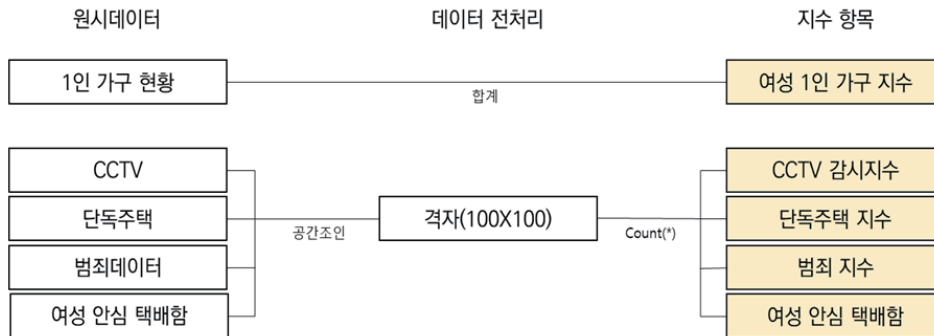 원시데이터
데이터 전처리
지수 항목
1인 가구 현황
합계
여성 1인 가구 지수
CCTV
CCTV 감시지수
단독주택
공간조인
격자(100X100)
Count(*)
단독주택 지수
범죄데이터
범죄 지수
여성 안심 택배함
여성 안심 택배함